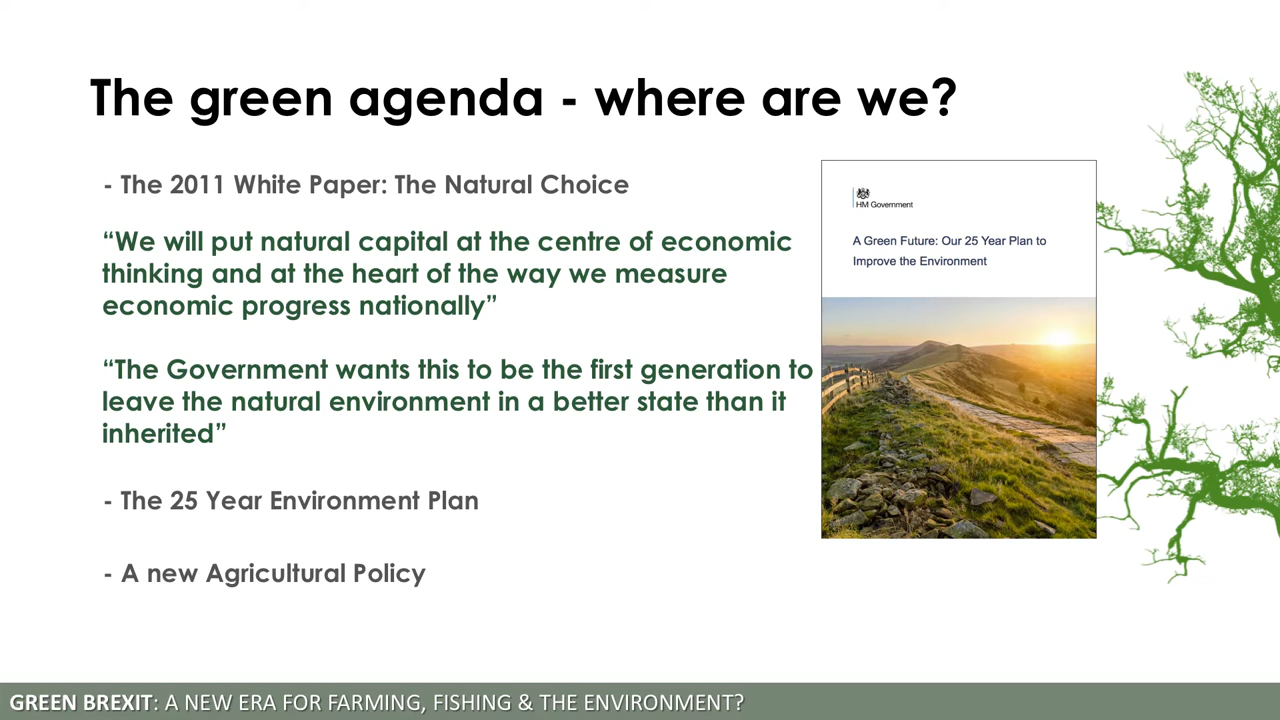 The green agenda - where are we?
- The 2011 White Paper: The Natural Choice
“We will put natural capital at the centre of economic
thinking and at the heart of the way we measure
economic progress nationally”
“The Government wants this to be the first generation to
leave the natural environment in a better state than it
inherited”
- The 25 Year Environment Plan
- A new Agricultural Policy
HM Government
A Green Future: Our 25 Year Plan to
Improve the Environment
GREEN BREXIT: A NEW ERA FOR FARMING, FISHING & THE ENVIRONMENT?